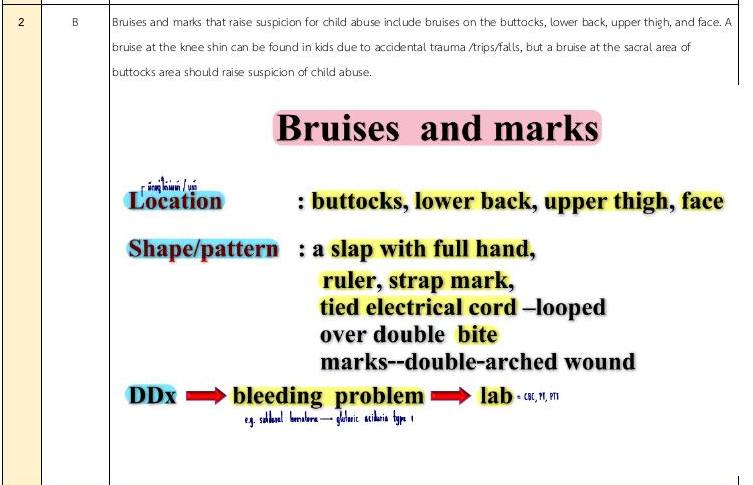 2 B Bruises and marks that raise suspicion for child abuse include bruises on the buttocks, lower back, upper thigh, and face. A
bruise at the knee shin can be found in kids due to accidental trauma /trips/falls, but a bruise at the sacral area of
buttocks area should raise suspicion of child abuse.
Bruises and marks
Location : buttocks, lower back, upper thigh, face
Shape/pattern : a slap with full hand,
ruler, strap mark,
tied electrical cord –looped
over double bite
marks--double-arched wound
DDx bleeding problem lab = CBC, PT, PTT
e.g. subdural hematoma → glutaric aciduria type 1